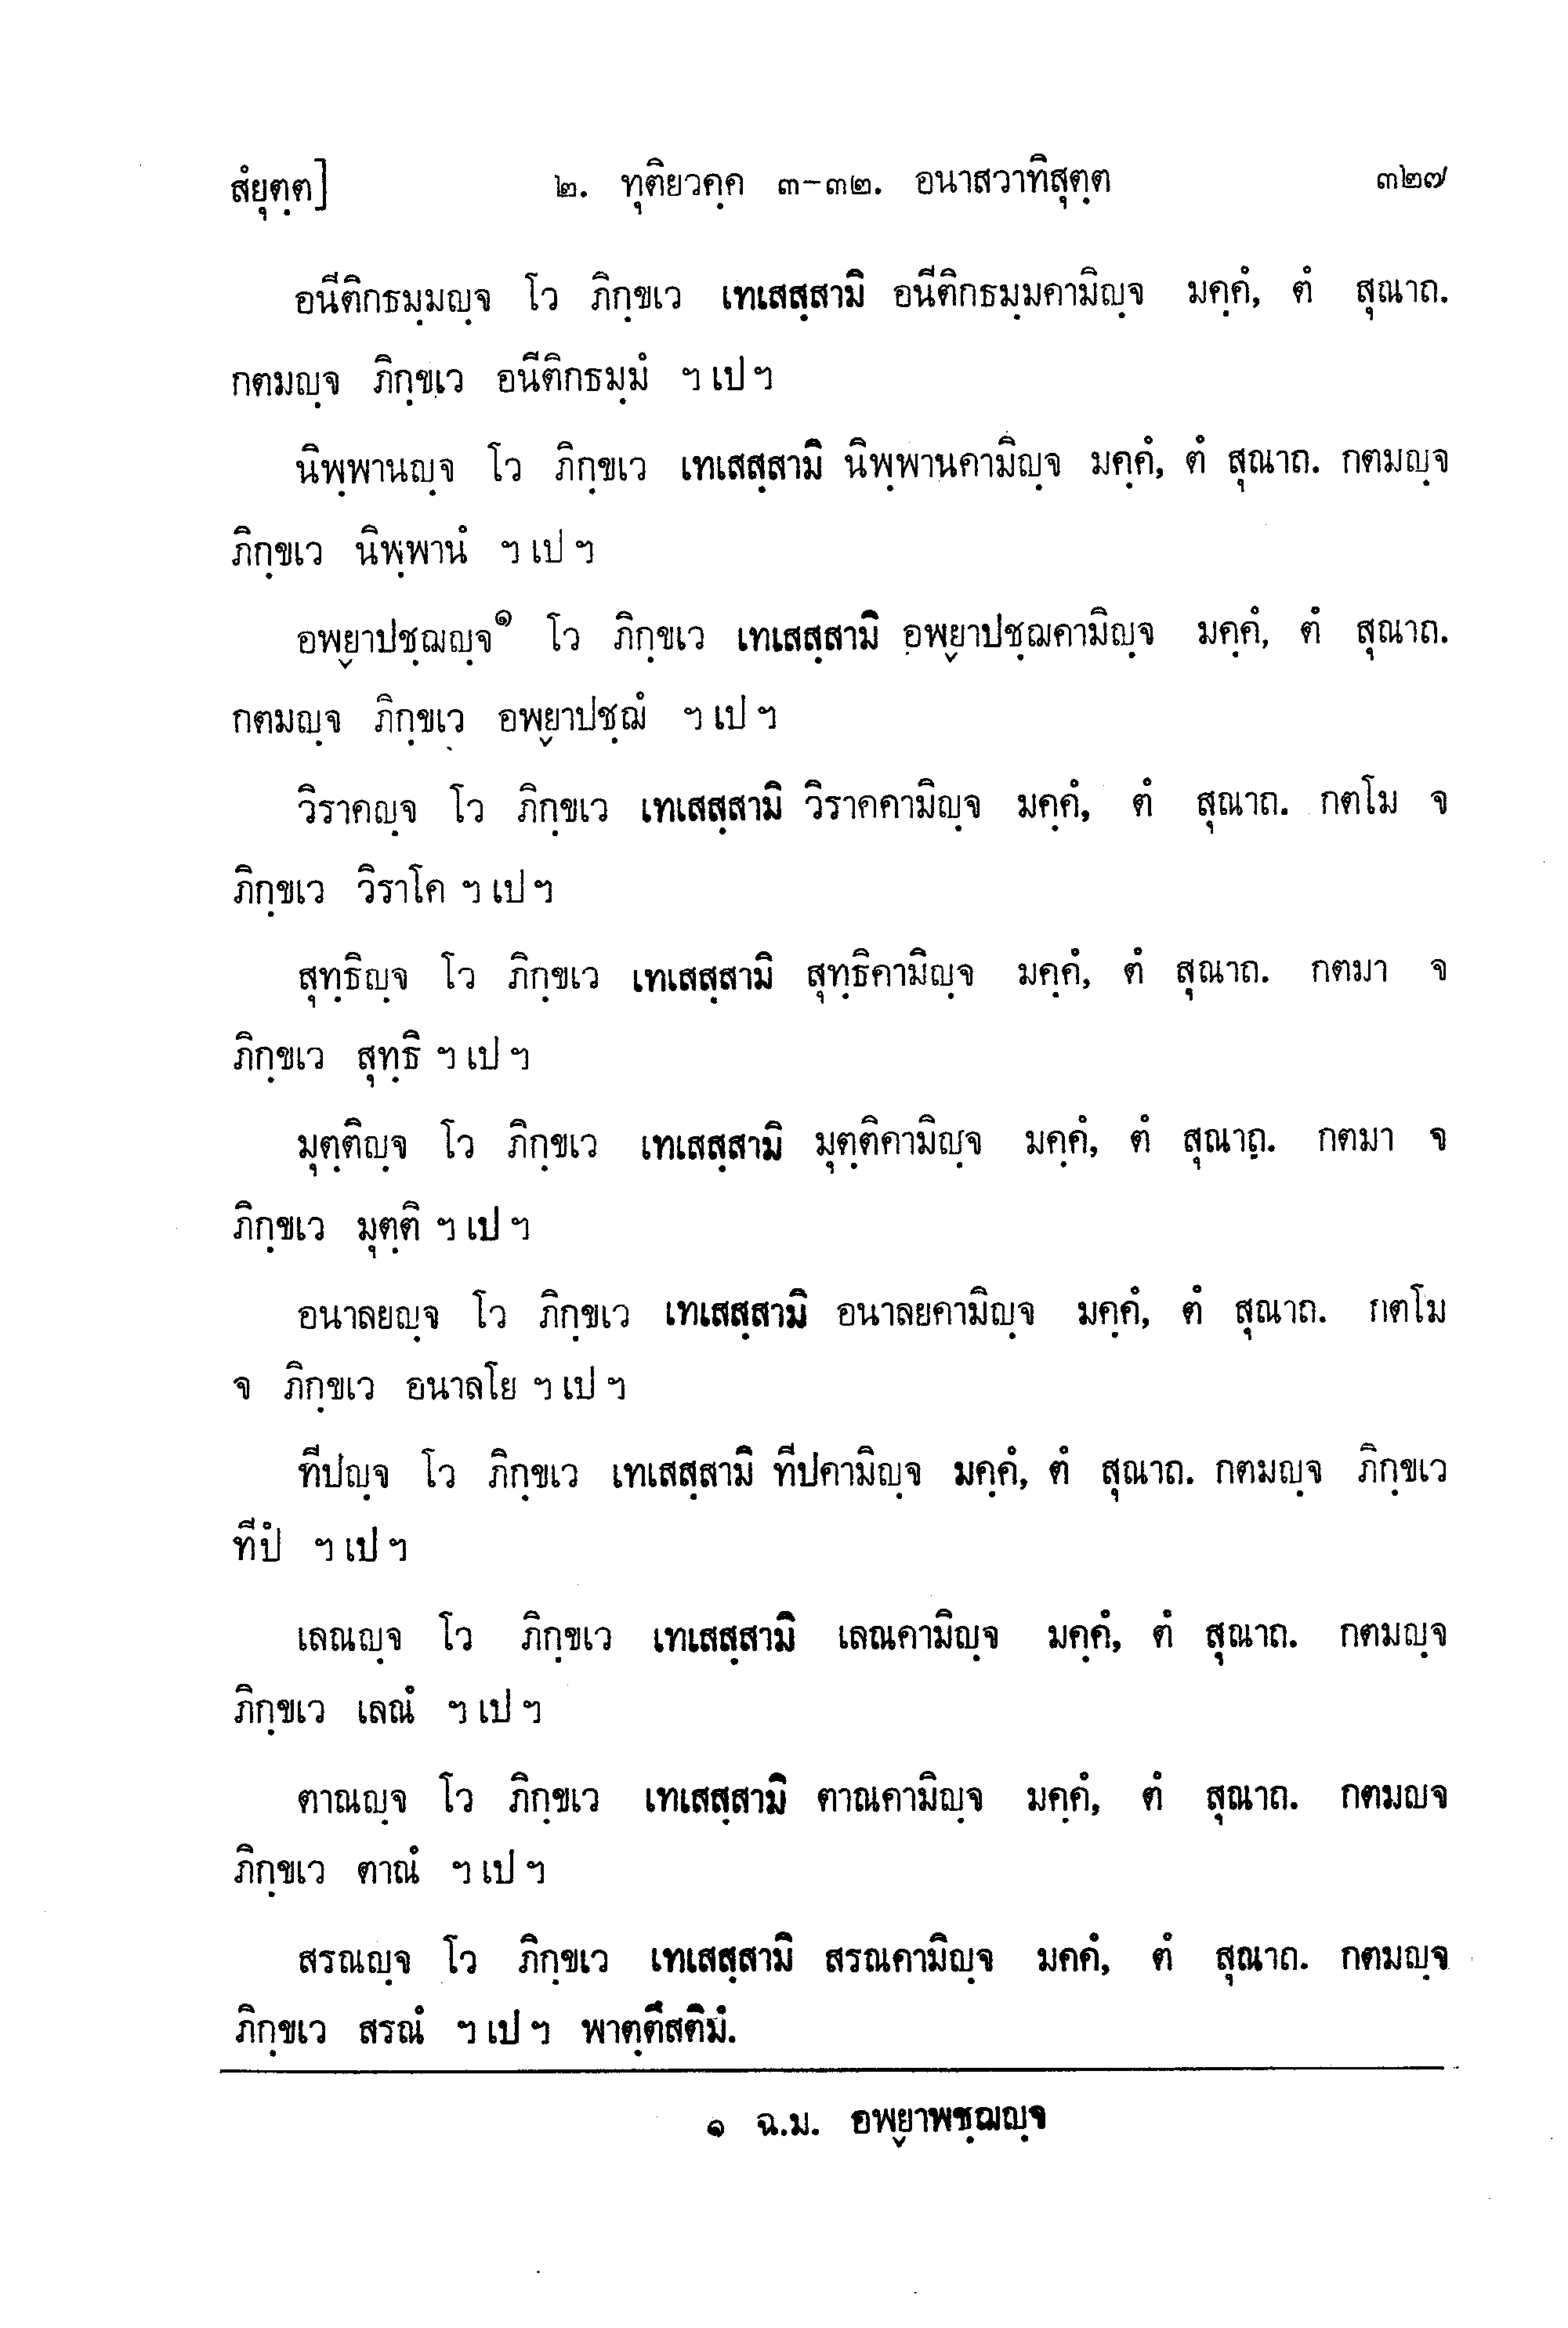 สํยุตฺต] ๒. ทุติยวคฺค ๓-๓๒. อนาสวาทิสุตฺต ๓๒๗
อนีติกธมฺมญฺจ โว ภิกฺขเว เทเสสฺสามิ อนีติกธมฺมคามิญฺจ มคฺคํ, ตํ สุณาถ.
กตมญฺจ ภิกฺขเว อนีติกธมฺมํ ฯ เป ฯ
นิพฺพานญฺจ โว ภิกฺขเว เทเสสฺสามิ นิพฺพานคามิญฺจ มคฺคํ, ตํ สุณาถ. กตมญฺจ
ภิกฺขเว นิพฺพานํ ฯ เป ฯ
อพฺยาปชฺฌญฺจ๑ โว ภิกฺขเว เทเสสฺสามิ อพฺยาปชฺฌคามิญฺจ มคฺคํ, ตํ สุณาถ.
กตมญฺจ ภิกฺขเว อพฺยาปชฺฌํ ฯ เป ฯ
วิราคญฺจ โว ภิกฺขเว เทเสสฺสามิ วิราคคามิญฺจ มคฺคํ, ตํ สุณาถ. กตโม จ
ภิกฺขเว วิราโค ฯ เป ฯ
สุทฺธิญฺจ โว ภิกฺขเว เทเสสฺสามิ สุทฺธิคามิญฺจ มคฺคํ, ตํ สุณาถ. กตมา จ
ภิกฺขเว สุทฺธิ ฯ เป ฯ
มุตฺติญฺจ โว ภิกฺขเว เทเสสฺสามิ มุตฺติคามิญฺจ มคฺคํ, ตํ สุณาถ. กตมา จ
ภิกฺขเว มุตฺติ ฯ เป ฯ
อนาลยญฺจ โว ภิกฺขเว เทเสสฺสามิ อนาลยคามิญฺจ มคฺคํ, ตํ สุณาถ. กตโม
จ ภิกฺขเว อนาลโย ฯ เป ฯ
ทีปญฺจ โว ภิกฺขเว เทเสสฺสามิ ทีปคามิญฺจ มคฺคํ, ตํ สุณาถ. กตมญฺจ ภิกฺขเว
ทีปํ ฯ เป ฯ
เลณญฺจ โว ภิกฺขเว เทเสสฺสามิ เลณคามิญฺจ มคฺคํ, ตํ สุณาถ. กตมญฺจ
ภิกฺขเว เลณํ ฯ เป ฯ
ตาณญฺจ โว ภิกฺขเว เทเสสฺสามิ ตาณคามิญฺจ มคฺคํ, ตํ สุณาถ. กตมญจ
ภิกฺขเว ตาณํ ฯ เป ฯ
สรณญฺจ โว ภิกฺขเว เทเสสฺสามิ สรณคามิญฺจ มคคํ, ตํ สุณาถ. กตมญฺจ
ภิกฺขเว สรณํ ฯ เป ฯ พาตฺตึสติมํ.
๑ ฉ.ม. อพฺยาพชฺฌญฺจ